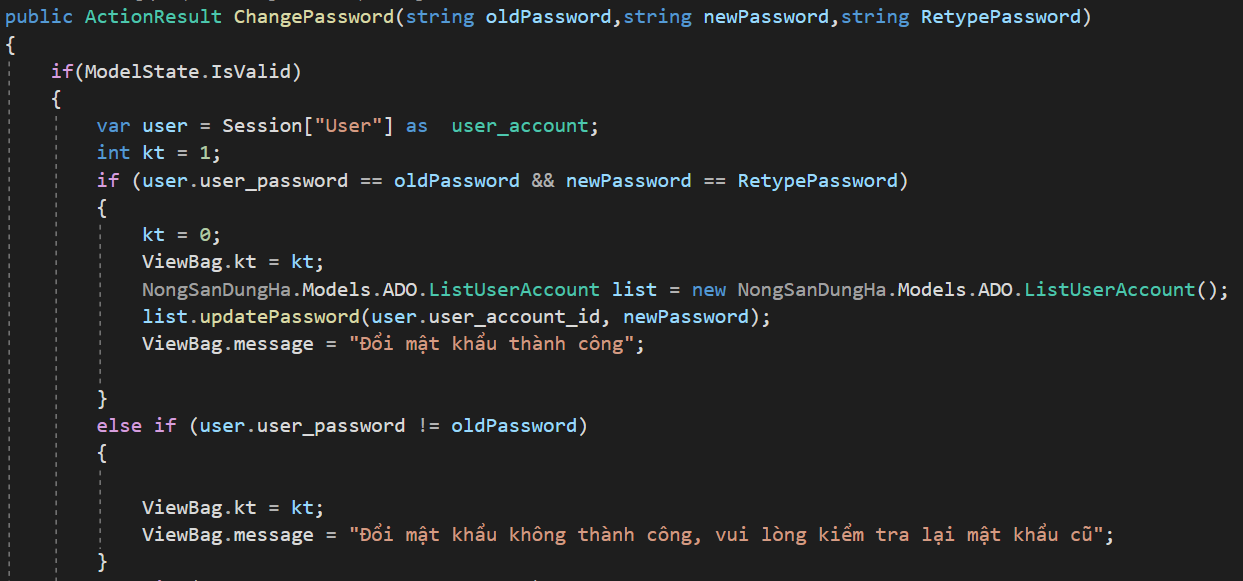 public ActionResult ChangePassword(string oldPassword,string newPassword,string RetypePassword)
{
if(ModelState.IsValid)
{
var user = Session["User"] as  user_account;
int kt = 1;
if (user.user_password == oldPassword && newPassword == RetypePassword)
{
kt = 0;
ViewBag.kt = kt;
NongSanDungHa.Models.ADO.ListUserAccount list = new NongSanDungHa.Models.ADO.ListUserAccount();
list.updatePassword(user.user_account_id, newPassword);
ViewBag.message = "Đổi mật khẩu thành công";
}
else if (user.user_password != oldPassword)
{
ViewBag.kt = kt;
ViewBag.message = "Đổi mật khẩu không thành công, vui lòng kiểm tra lại mật khẩu cũ";
}